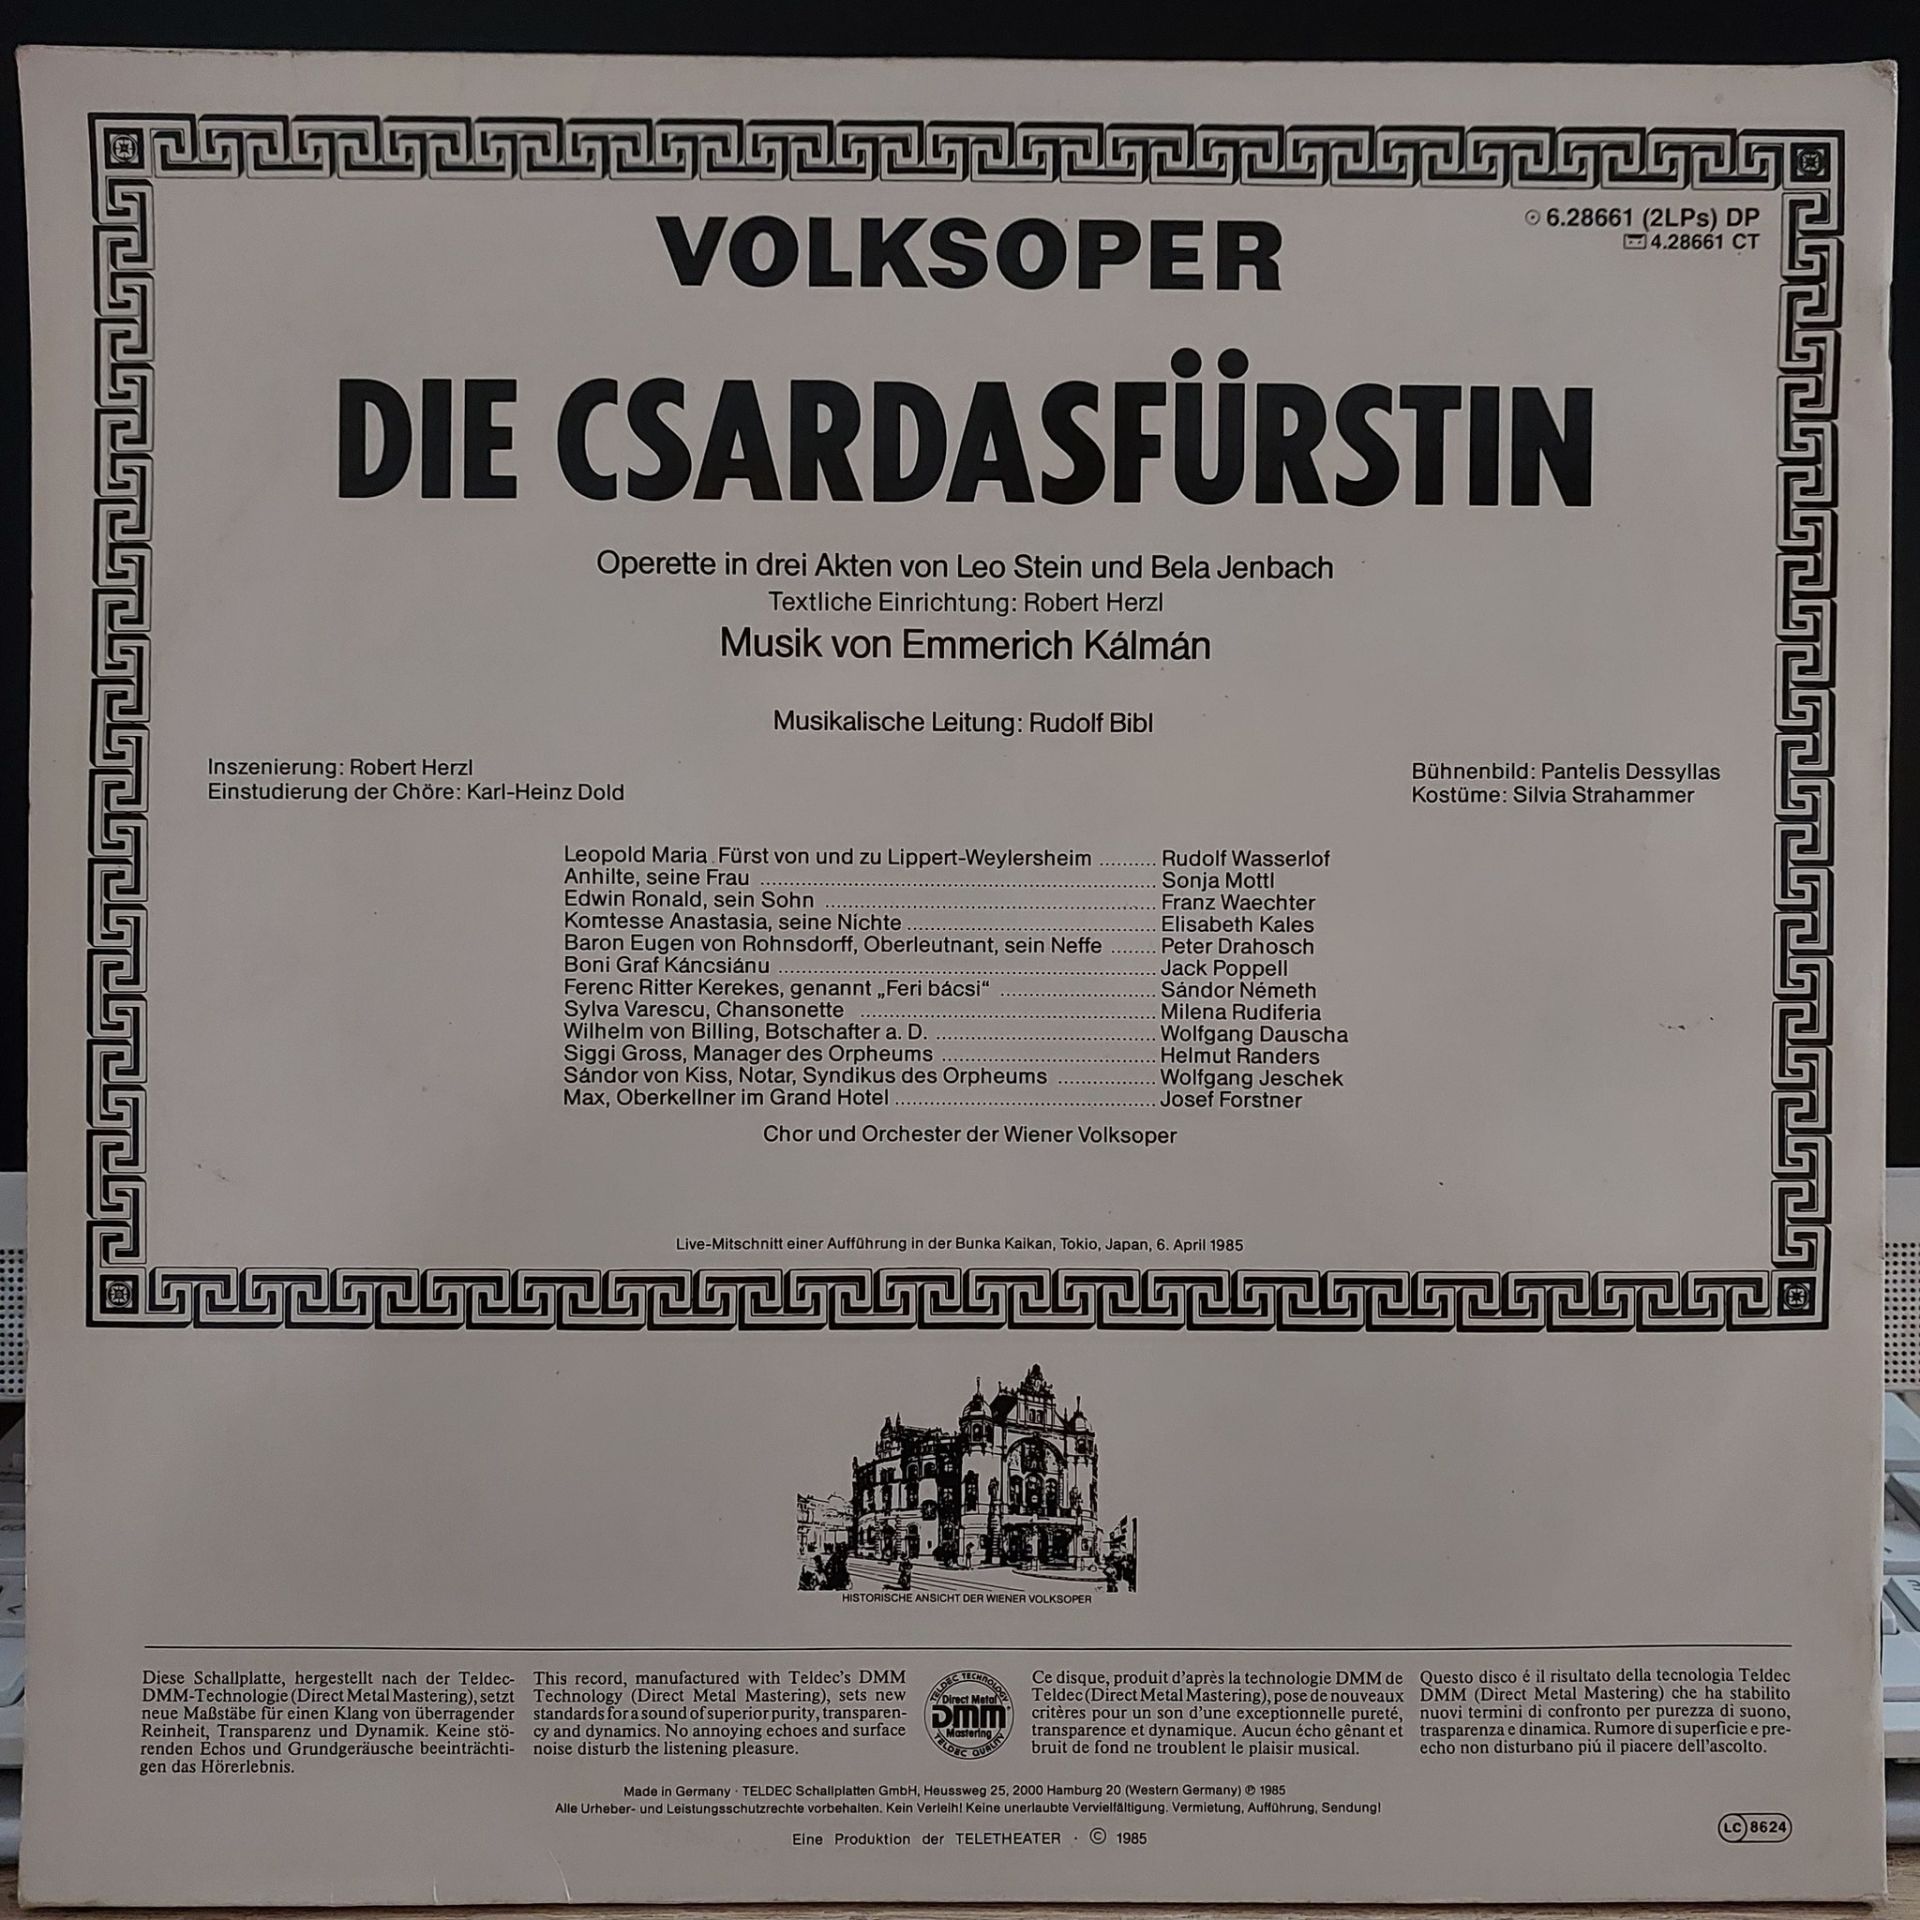 VOLKSOPER
6.28661 (2LPs) DP
4.28661 CT
DIE CSARDASFÜRSTIN
Operette in drei Akten von Leo Stein und Bela Jenbach
Textliche Einrichtung: Robert Herzl
Musik von Emmerich Kálmán
Musikalische Leitung: Rudolf Bibl
Inszenierung: Robert Herzl
Einstudierung der Chöre: Karl-Heinz Dold
Bühnenbild: Pantelis Dessyllas
Kostüme: Silvia Strahammer
Leopold Maria Fürst von und zu Lippert-Weylersheim .......... Rudolf Wasserlof
Anhilte, seine Frau .......... Sonja Mottl
Edwin Ronald, sein Sohn .......... Franz Waechter
Komtesse Anastasia, seine Nichte .......... Elisabeth Kales
Baron Eugen von Rohnsdorff, Oberleutnant, sein Neffe ........ Peter Drahosch
Boni Graf Káncsiánu .......... Jack Poppell
Ferenc Ritter Kerekes, genannt „Feri bácsi“ .......... Sándor Németh
Sylva Varescu, Chansonette .......... Milena Rudiferia
Wilhelm von Billing, Botschafter a. D. .......... Wolfgang Dauscha
Siggi Gross, Manager des Orpheums .......... Helmut Randers
Sándor von Kiss, Notar, Syndikus des Orpheums .......... Wolfgang Jeschek
Max, Oberkellner im Grand Hotel .......... Josef Forstner
Chor und Orchester der Wiener Volksoper
Live-Mitschnitt einer Aufführung in der Bunka Kaikan, Tokio, Japan, 6. April 1985
HISTORISCHE ANSICHT DER WIENER VOLKSOPER
Diese Schallplatte, hergestellt nach der Teldec-
DMM-Technologie (Direct Metal Mastering), setzt
neue Maßstäbe für einen Klang von überragender
Reinheit, Transparenz und Dynamik. Keine stö-
renden Echos und Grundgeräusche beeinträchti-
gen das Hörerlebnis.
This record, manufactured with Teldec's DMM
Technology (Direct Metal Mastering), sets new
standards for a sound of superior purity, transparen-
cy and dynamics. No annoying echoes and surface
noise disturb the listening pleasure.
TELDEC TECHNOLOGY
Direct Metal
DMM
Mastering
TELDEC QUALITY
Ce disque, produit d'après la technologie DMM de
Teldec (Direct Metal Mastering), pose de nouveaux
critères pour un son d'une exceptionnelle pureté,
transparence et dynamique. Aucun écho gênant et
bruit de fond ne troublent le plaisir musical.
Questo disco é il risultato della tecnologia Teldec
DMM (Direct Metal Mastering) che ha stabilito
nuovi termini di confronto per purezza di suono,
trasparenza e dinamica. Rumore di superficie e pre-
echo non disturbano piú il piacere dell'ascolto.
Made in Germany · TELDEC Schallplatten GmbH, Heussweg 25, 2000 Hamburg 20 (Western Germany) ℗ 1985
Alle Urheber- und Leistungsschutzrechte vorbehalten. Kein Verleih! Keine unerlaubte Vervielfältigung. Vermietung, Aufführung, Sendung!
Eine Produktion der TELETHEATER · © 1985
LC 8624